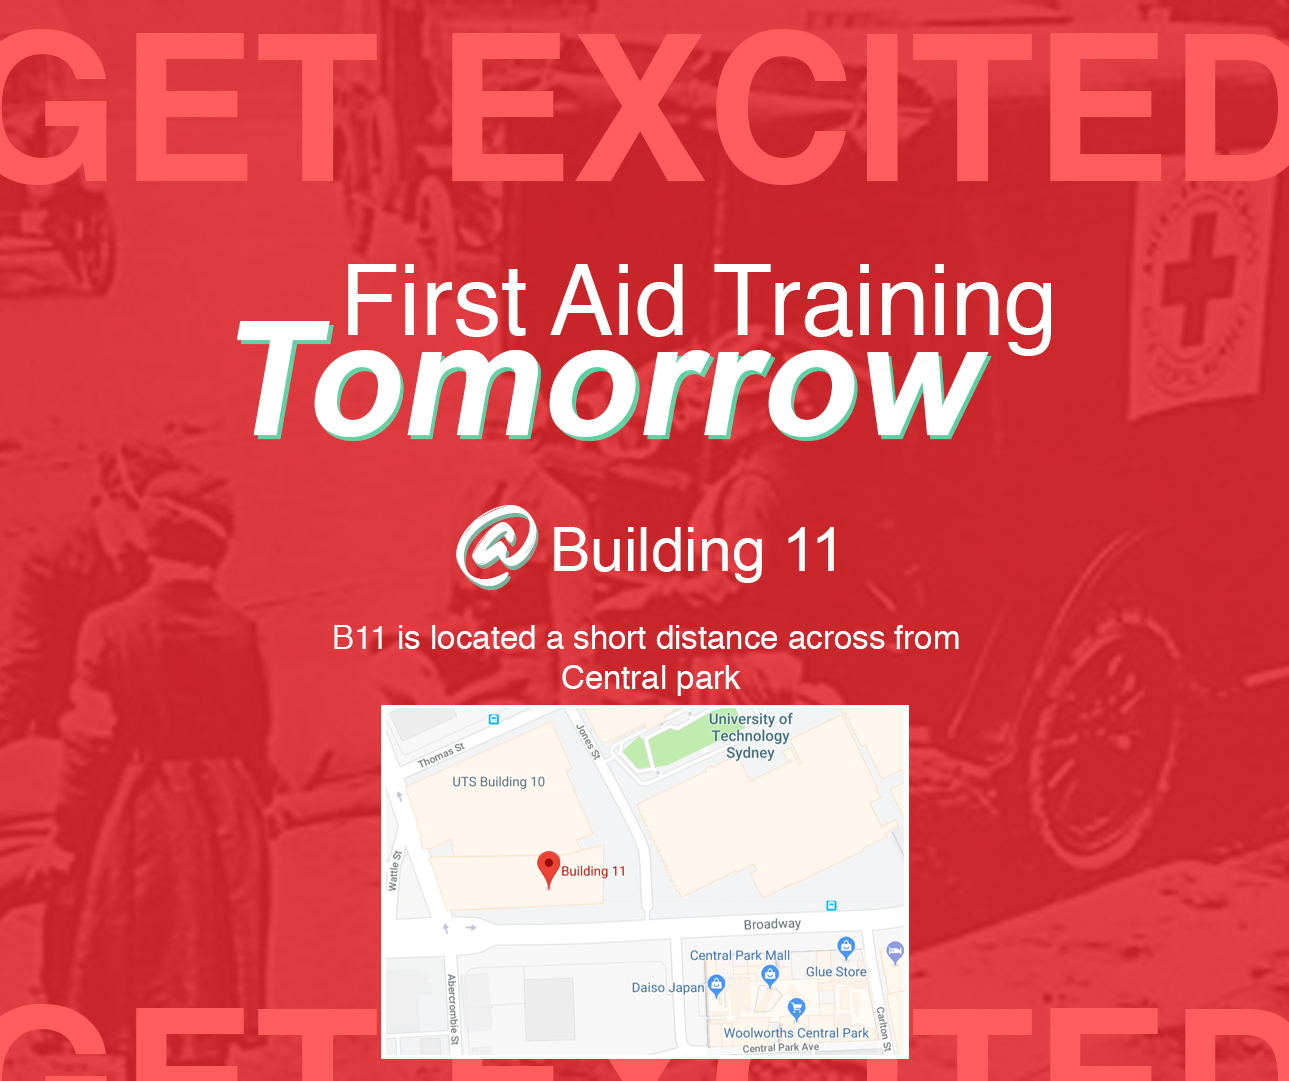 GET EXCITED
First Aid Training
Tomorrow
@ Building 11
B11 is located a short distance across from
Central park
University of
Technology
Sydney
Jones St
Thomas St
UTS Building 10
Wattle St
Building 11
Broadway
Central Park Mall
Glue Store
Daiso Japan
Abercrombie St
Woolworths Central Park
Carlton St
Central Park Ave
GET EXCITED